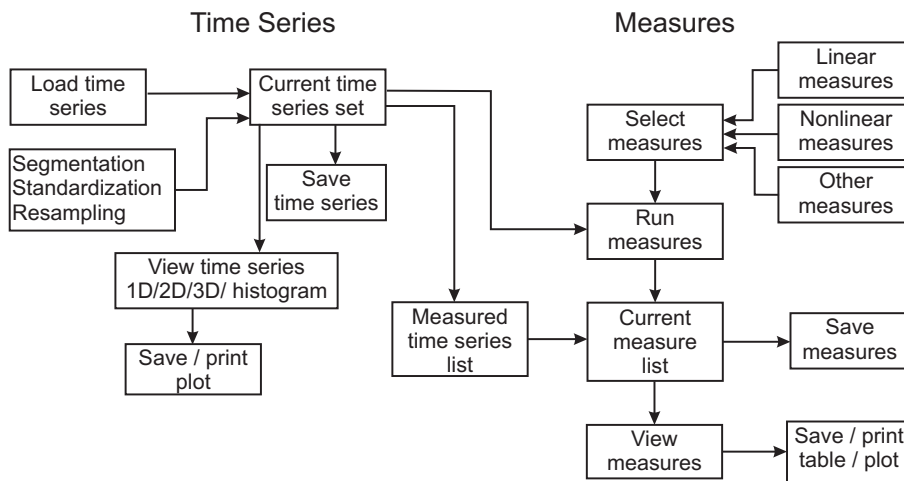 Time Series
Measures
Load time
series
Current time
series set
Segmentation
Standardization
Resampling
Save
time series
View time series
1D/2D/3D/ histogram
Save / print
plot
Measured
time series
list
Linear
measures
Nonlinear
measures
Other
measures
Select
measures
Run
measures
Current
measure
list
Save
measures
View
measures
Save / print
table / plot